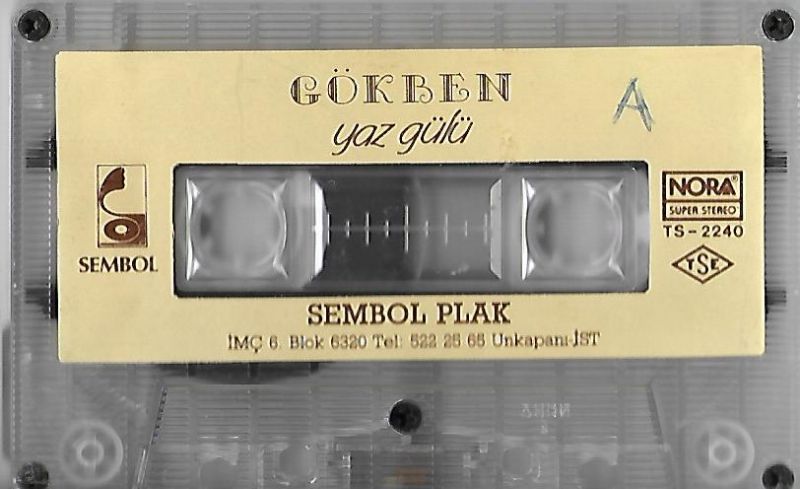 GÖKBEN
yaz gülü
A
SEMBOL
NORA®
SUPER STEREO
TS-2240
TSE
SEMBOL PLAK
İMÇ 6. Blok 6320 Tel: 522 25 65 Unkapanı-İST